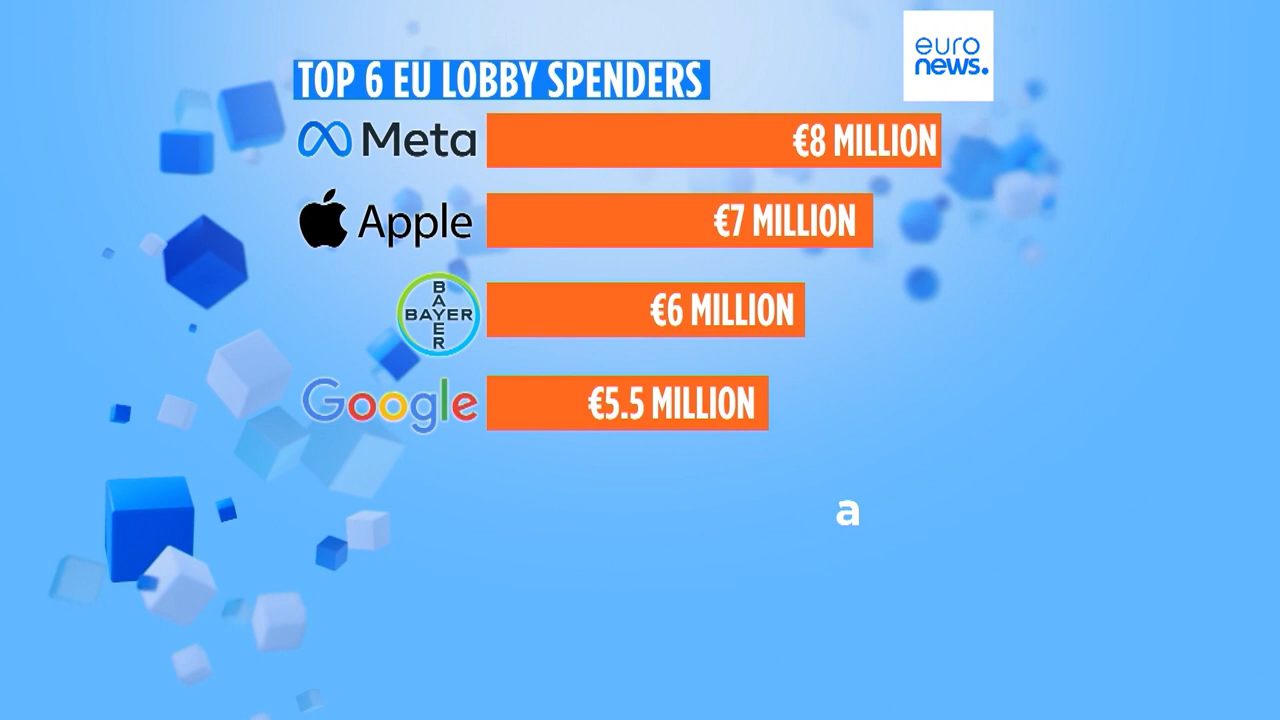 euro
news.
TOP 6 EU LOBBY SPENDERS
Meta
€8 MILLION
Apple
€7 MILLION
BAYER
BAYER
€6 MILLION
Google
€5.5 MILLION
a